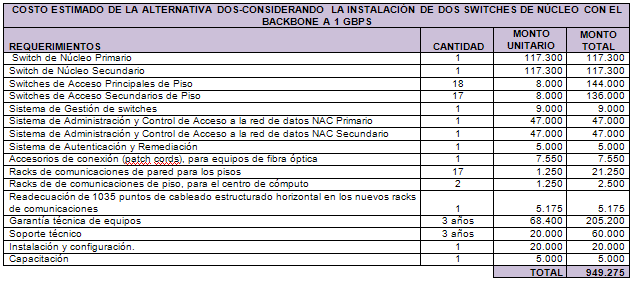 COSTO ESTIMADO DE LA ALTERNATIVA DOS-CONSIDERANDO LA INSTALACIÓN DE DOS SWITCHES DE NÚCLEO CON EL
BACKBONE A 1 GBPS
REQUERIMIENTOS CANTIDAD MONTO UNITARIO MONTO TOTAL
Switch de Núcleo Primario 1 117.300 117.300
Switch de Núcleo Secundario 1 117.300 117.300
Switches de Acceso Principales de Piso 18 8.000 144.000
Switches de Acceso Secundarios de Piso 17 8.000 136.000
Sistema de Gestión de switches 1 9.000 9.000
Sistema de Administración y Control de Acceso a la red de datos NAC Primario 1 47.000 47.000
Sistema de Administración y Control de Acceso a la red de datos NAC Secundario 1 47.000 47.000
Sistema de Autenticación y Remediación 1 5.000 5.000
Accesorios de conexión (patch cords), para equipos de fibra óptica 1 7.550 7.550
Racks de comunicaciones de pared para los pisos 17 1.250 21.250
Racks de de comunicaciones de piso, para el centro de cómputo 2 1.250 2.500
Readecuación de 1035 puntos de cableado estructurado horizontal en los nuevos racks
de comunicaciones 1 5.175 5.175
Garantía técnica de equipos 3 años 68.400 205.200
Soporte técnico 3 años 20.000 60.000
Instalación y configuración. 1 20.000 20.000
Capacitación 1 5.000 5.000
TOTAL 949.275